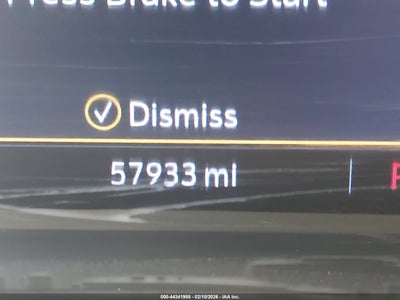 Press Brake to Start
Dismiss
57933 mi
000-44341988 - 02/10/2026 - IAA Inc.